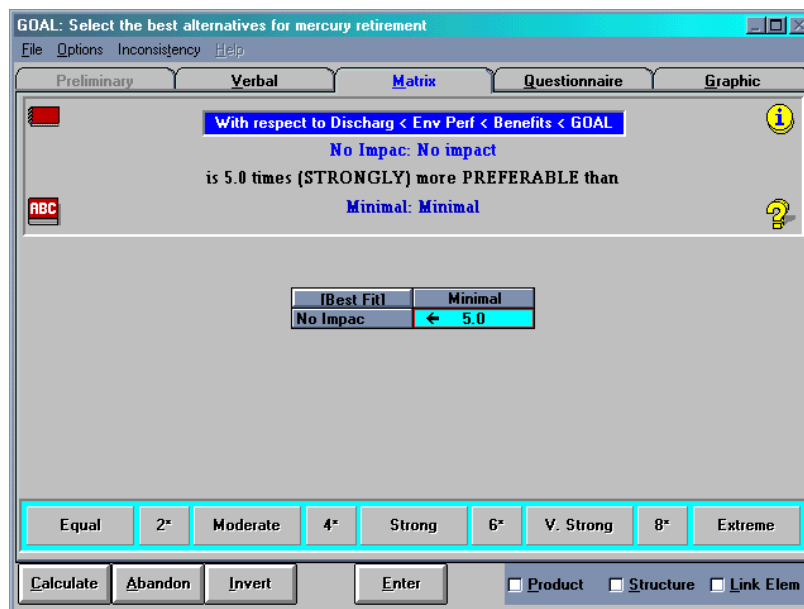 GOAL: Select the best alternatives for mercury retirement
File Options Inconsistency Help
Preliminary Verbal Matrix Questionnaire Graphic
With respect to Discharg < Env Perf < Benefits < GOAL
No Impac: No impact
is 5.0 times (STRONGLY) more PREFERABLE than
ABC Minimal: Minimal
[Best Fit] Minimal
No Impac ← 5.0
Equal 2* Moderate 4* Strong 6* V. Strong 8* Extreme
Calculate Abandon Invert Enter Product Structure Link Elem